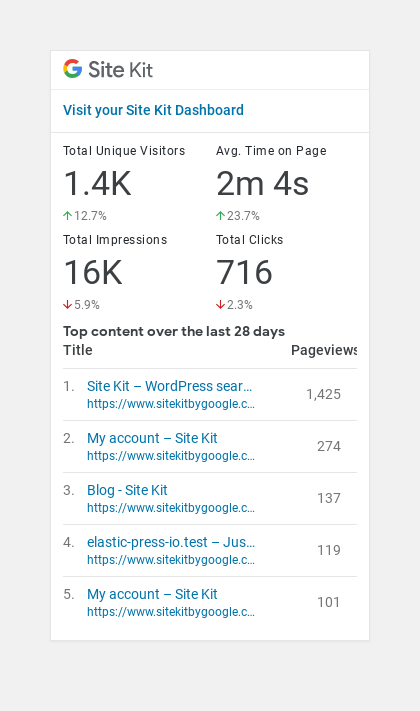 Site Kit
Visit your Site Kit Dashboard
Total Unique Visitors
1.4K
12.7%
Avg. Time on Page
2m 4s
23.7%
Total Impressions
16K
5.9%
Total Clicks
716
2.3%
Top content over the last 28 days
Title Pageviews
1. Site Kit – WordPress sear… 1,425
https://www.sitekitbygoogle.c…
2. My account – Site Kit 274
https://www.sitekitbygoogle.c…
3. Blog - Site Kit 137
https://www.sitekitbygoogle.c…
4. elastic-press-io.test – Jus… 119
https://www.sitekitbygoogle.c…
5. My account – Site Kit 101
https://www.sitekitbygoogle.c…